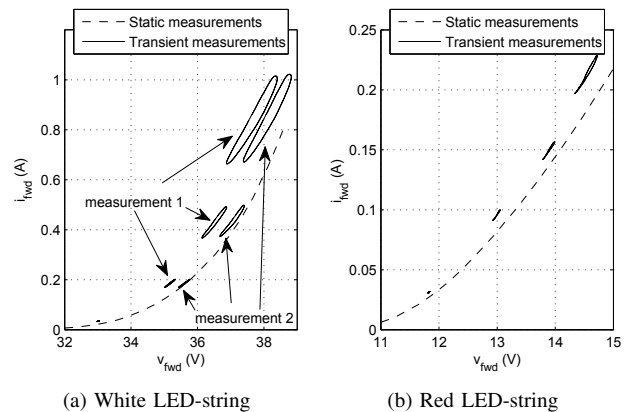 Static measurements
Transient measurements
1
0.8
0.6
0.4
0.2
0
i_fwd (A)
measurement 1
measurement 2
32 34 36 38
v_fwd (V)
(a) White LED-string
Static measurements
Transient measurements
0.25
0.2
0.15
0.1
0.05
0
i_fwd (A)
11 12 13 14 15
v_fwd (V)
(b) Red LED-string